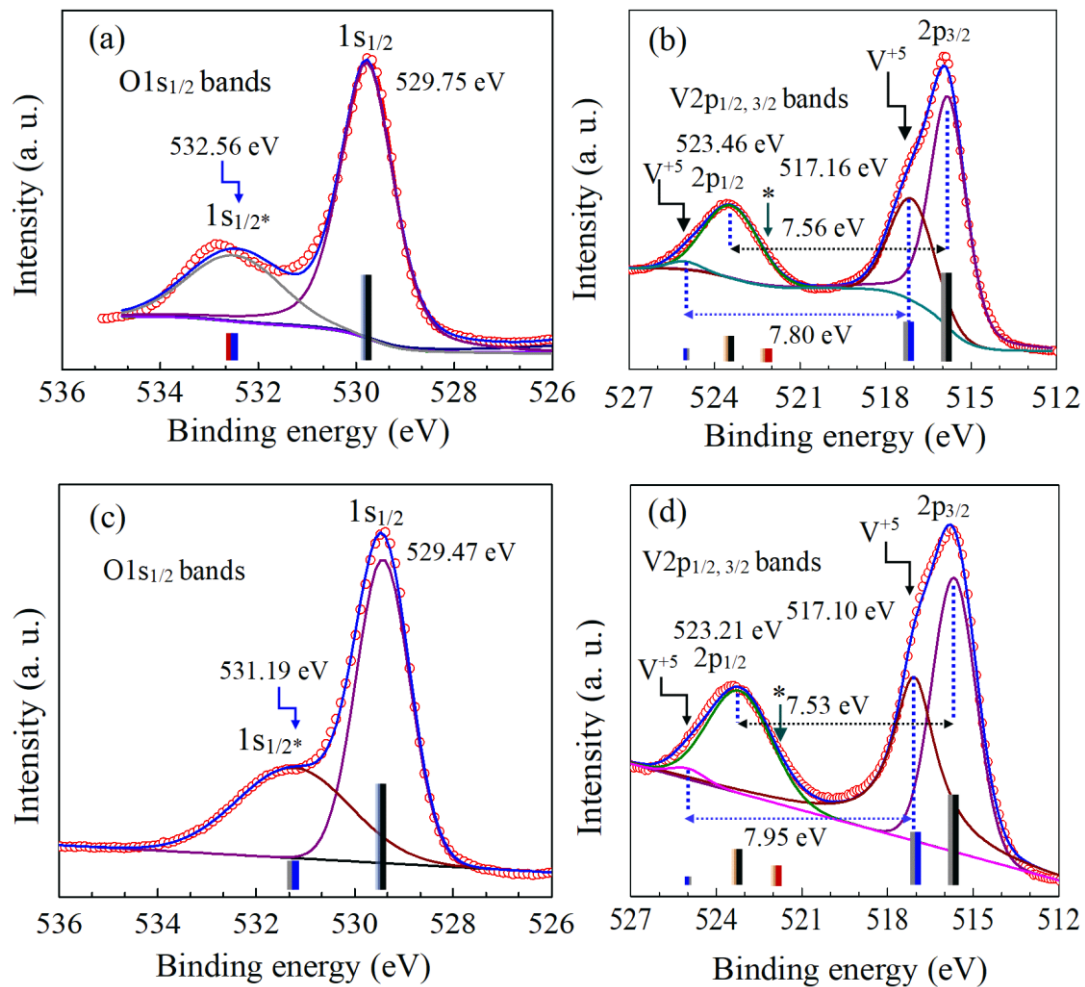 (a)
1s1/2
O1s1/2 bands
529.75 eV
532.56 eV
1s1/2*
Intensity (a. u.)
536 534 532 530 528 526
Binding energy (eV)
(b)
2p3/2
V+5
V2p1/2, 3/2 bands
523.46 eV
517.16 eV
V+5 2p1/2
*
7.56 eV
7.80 eV
Intensity (a. u.)
527 524 521 518 515 512
Binding energy (eV)
(c)
1s1/2
529.47 eV
O1s1/2 bands
531.19 eV
1s1/2*
Intensity (a. u.)
536 534 532 530 528 526
Binding energy (eV)
(d)
2p3/2
V+5
V2p1/2, 3/2 bands
517.10 eV
523.21 eV
V+5 2p1/2
*
7.53 eV
7.95 eV
Intensity (a. u.)
527 524 521 518 515 512
Binding energy (eV)